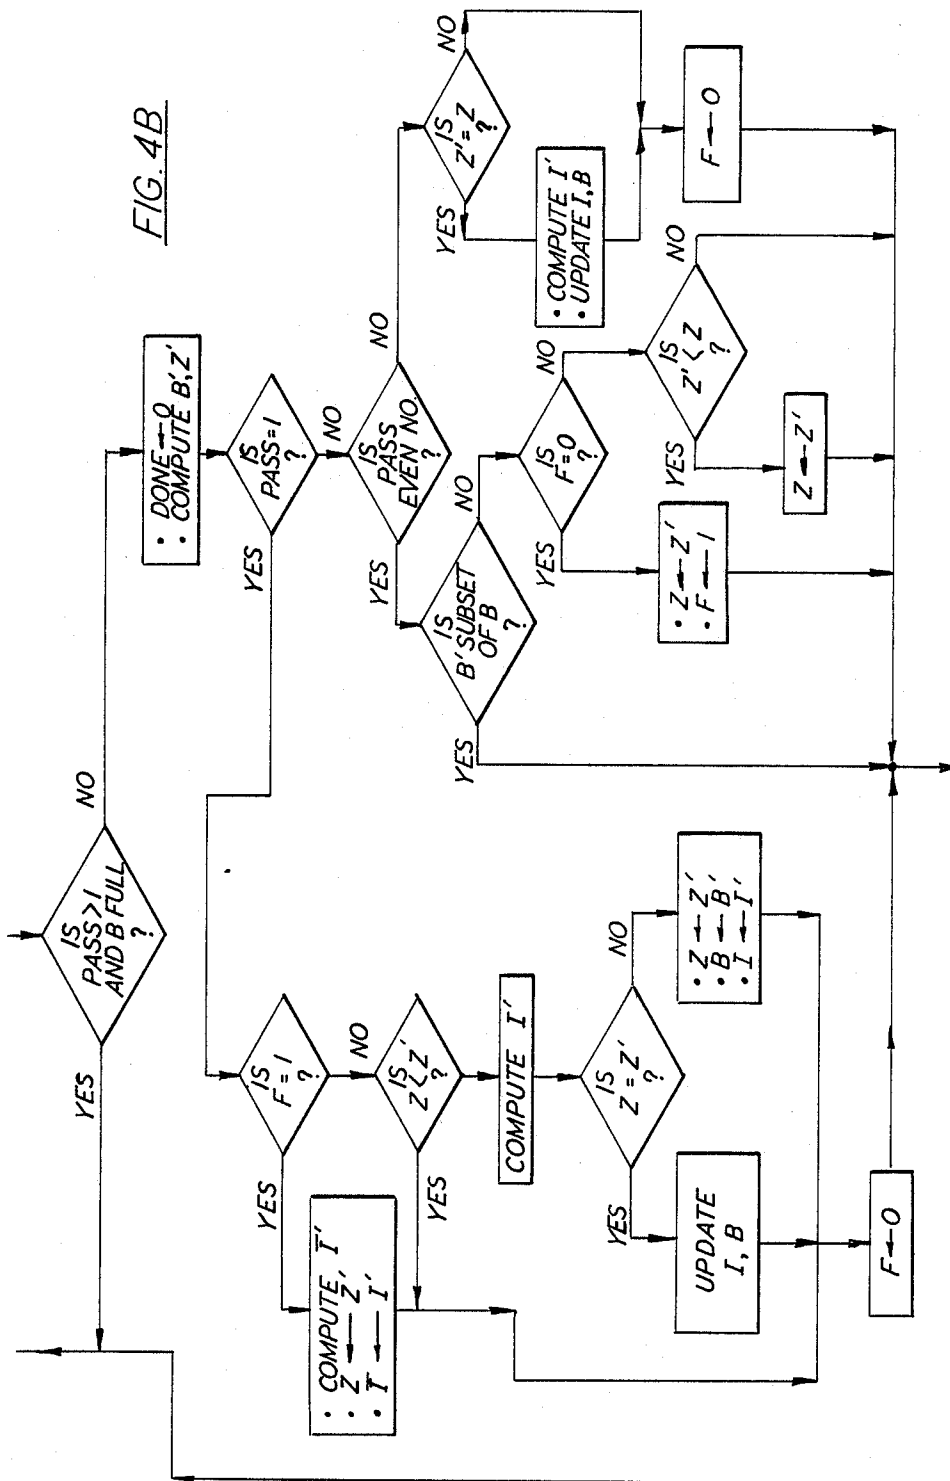 FIG. 4B
IS
PASS>1
AND B FULL
?
YES
NO
• DONE←0
• COMPUTE B',Z'
IS
PASS=1
?
YES
NO
IS
PASS
EVEN NO.
?
YES
NO
IS
Z'=Z
?
NO
YES
• COMPUTE I'
• UPDATE I,B
F←0
IS
B' SUBSET
OF B
?
YES
NO
IS
F=0
?
YES
NO
IS
Z'<Z
?
YES
NO
• Z←Z'
• F←1
Z←Z'
IS
F=1
?
YES
NO
• COMPUTE I'
• Z←Z',
• I←I'
IS
Z<Z'
?
YES
COMPUTE I'
IS
Z=Z'
?
YES
NO
UPDATE
I, B
• Z←Z'
• B←B'
• I←I'
F←0